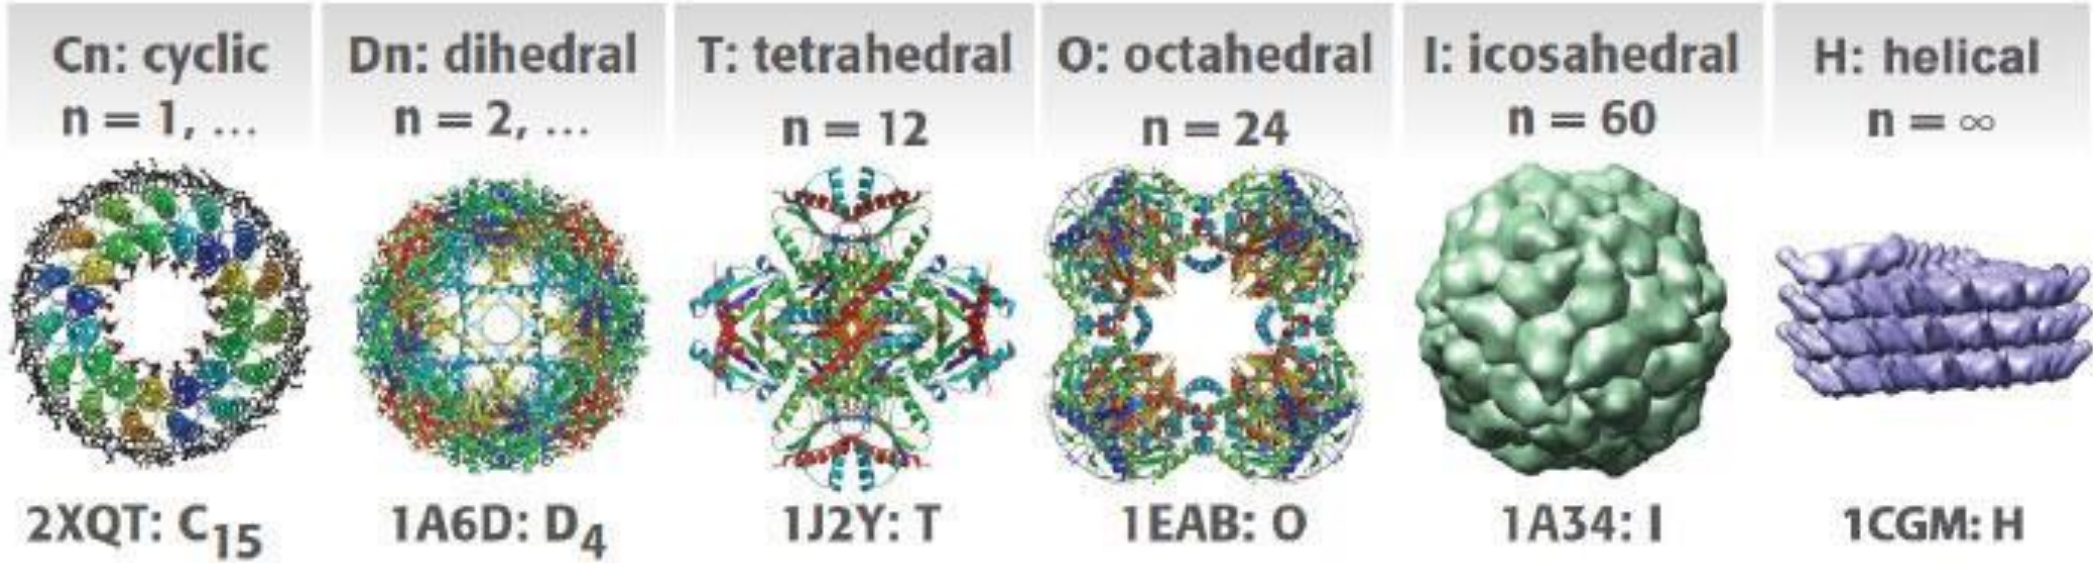 Cn: cyclic
n = 1, ...
Dn: dihedral
n = 2, ...
T: tetrahedral
n = 12
O: octahedral
n = 24
I: icosahedral
n = 60
H: helical
n = ∞
2XQT: C15
1A6D: D4
1J2Y: T
1EAB: O
1A34: I
1CGM: H